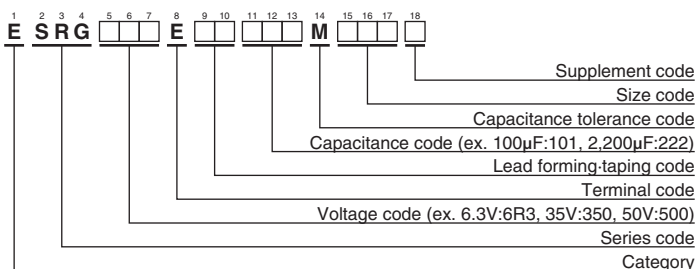 1 2 3 4 5 6 7 8 9 10 11 12 13 14 15 16 17 18
E SRG □□□ E □□ □□□ M □□□ □
Supplement code
Size code
Capacitance tolerance code
Capacitance code (ex. 100µF:101, 2,200µF:222)
Lead forming·taping code
Terminal code
Voltage code (ex. 6.3V:6R3, 35V:350, 50V:500)
Series code
Category